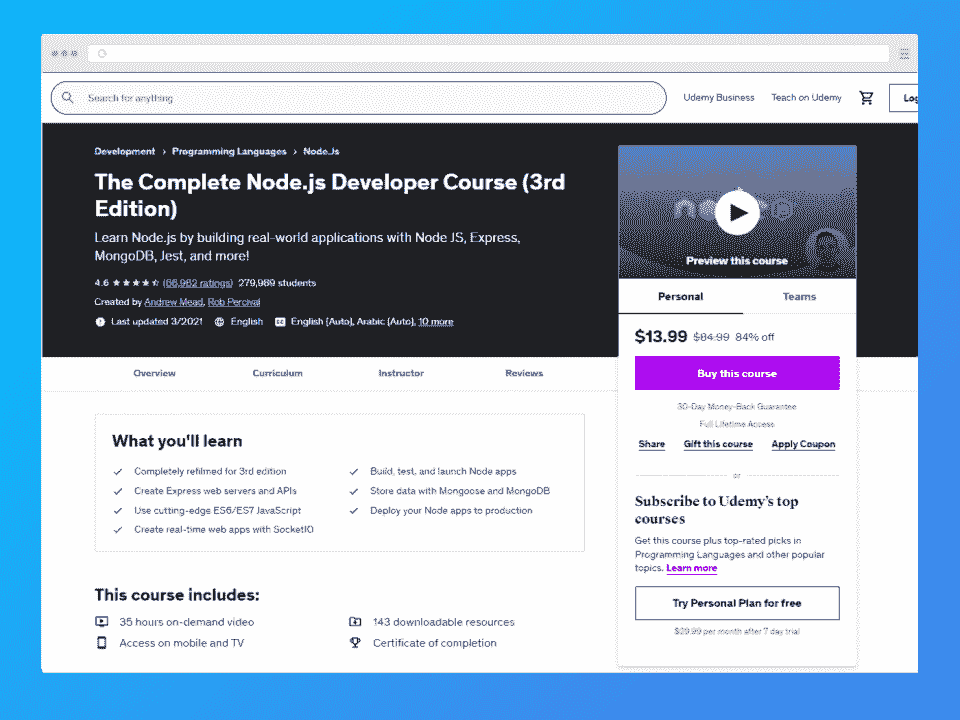 Search for anything
Udemy Business
Teach on Udemy
Log
Development › Programming Languages › Node.Js
The Complete Node.js Developer Course (3rd
Edition)
Learn Node.js by building real-world applications with Node JS, Express,
MongoDB, Jest, and more!
4.6 (66,962 ratings) 279,969 students
Created by Andrew Mead, Rob Percival
Last updated 3/2021 English English [Auto], Arabic [Auto], 10 more
Preview this course
Personal
Teams
$13.99 $84.99 84% off
Buy this course
30-Day Money-Back Guarantee
Full Lifetime Access
Share Gift this course Apply Coupon
or
Subscribe to Udemy's top
courses
Get this course plus top-rated picks in
Programming Languages and other popular
topics. Learn more
Try Personal Plan for free
$29.99 per month after 7 day trial
Overview
Curriculum
Instructor
Reviews
What you'll learn
Completely refilmed for 3rd edition
Create Express web servers and APIs
Use cutting-edge ES6/ES7 JavaScript
Create real-time web apps with SocketIO
Build, test, and launch Node apps
Store data with Mongoose and MongoDB
Deploy your Node apps to production
This course includes:
35 hours on-demand video
Access on mobile and TV
143 downloadable resources
Certificate of completion